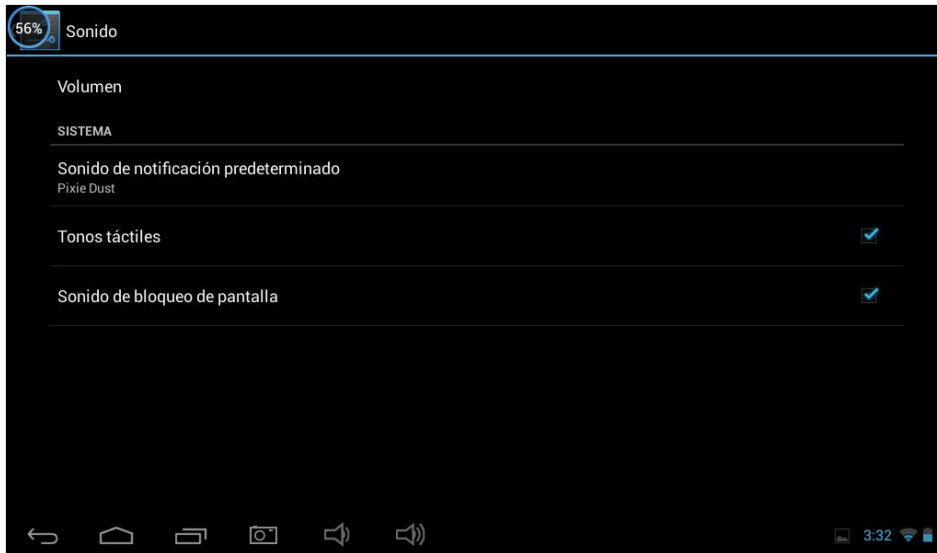 56%
Sonido
Volumen
SISTEMA
Sonido de notificación predeterminado
Pixie Dust
Tonos táctiles
Sonido de bloqueo de pantalla
3:32